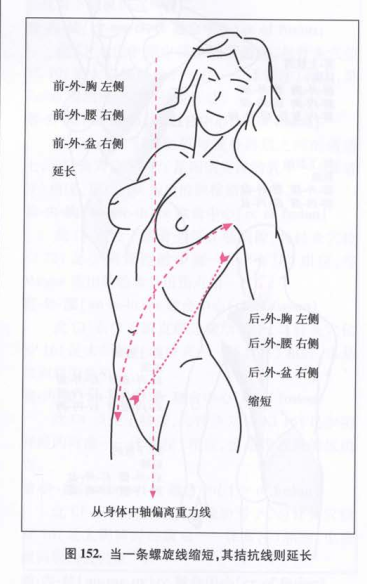 前-外-胸 左侧
前-外-腰 右侧
前-外-盆 右侧
延长
后-外-胸 左侧
后-外-腰 右侧
后-外-盆 右侧
缩短
从身体中轴偏离重力线
图 152. 当一条螺旋线缩短,其拮抗线则延长